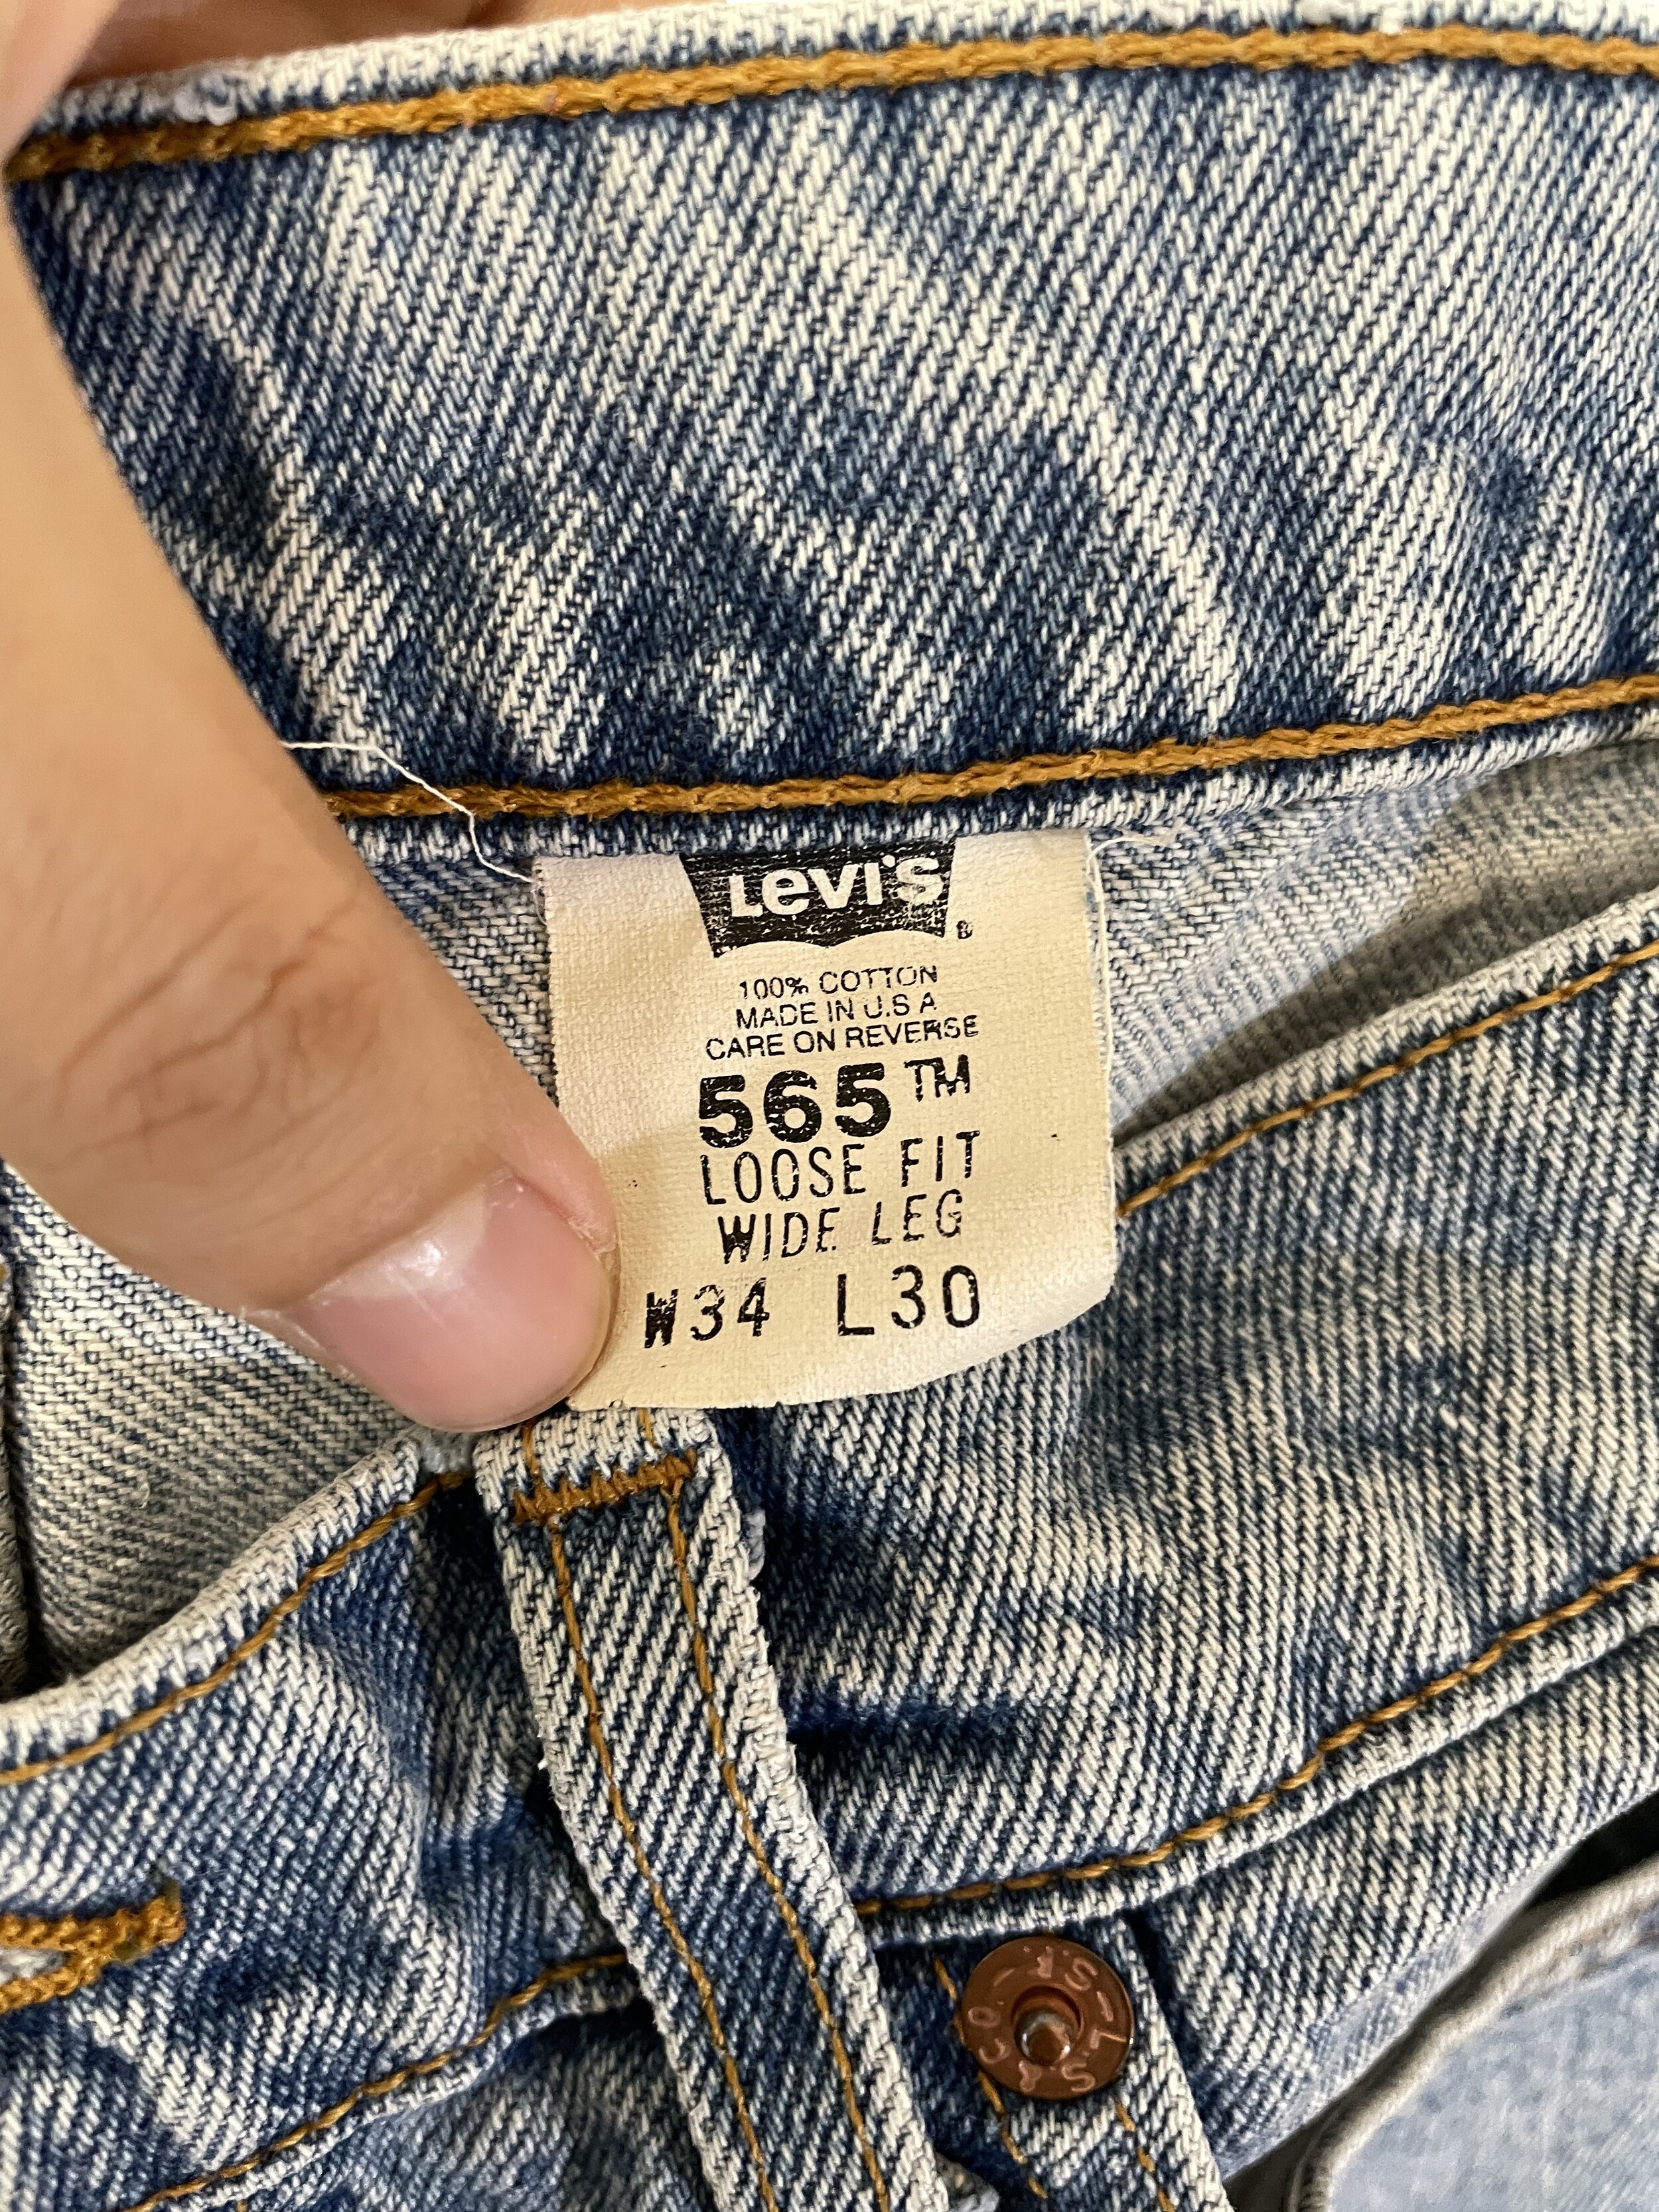 Levi's
®
100% COTTON
MADE IN U.S A
CARE ON REVERSE
565™
LOOSE FIT
WIDE LEG
W34 L30